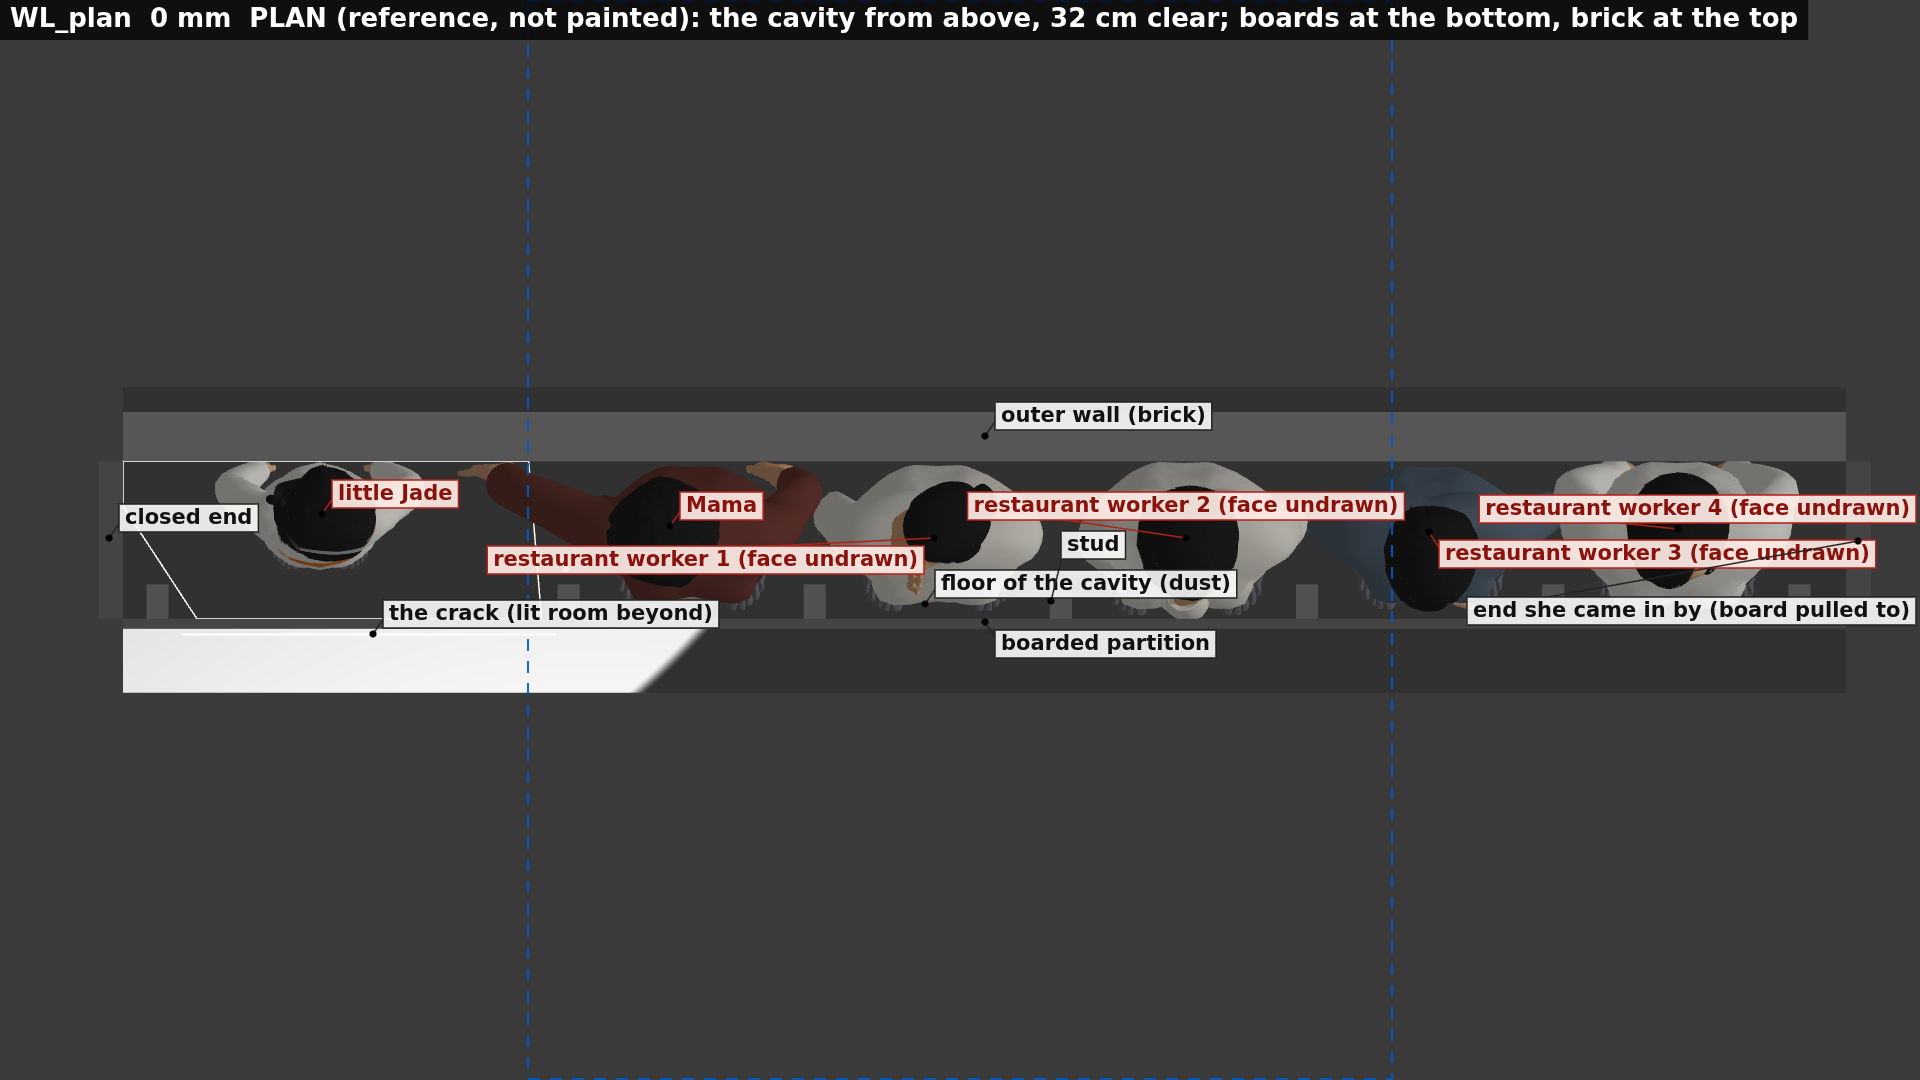 WL_plan  0 mm  PLAN (reference, not painted): the cavity from above, 32 cm clear; boards at the bottom, brick at the top
outer wall (brick)
little Jade
Mama
restaurant worker 2 (face undrawn)
restaurant worker 4 (face undrawn)
closed end
stud
restaurant worker 3 (face undrawn)
restaurant worker 1 (face undrawn)
floor of the cavity (dust)
end she came in by (board pulled to)
the crack (lit room beyond)
boarded partition